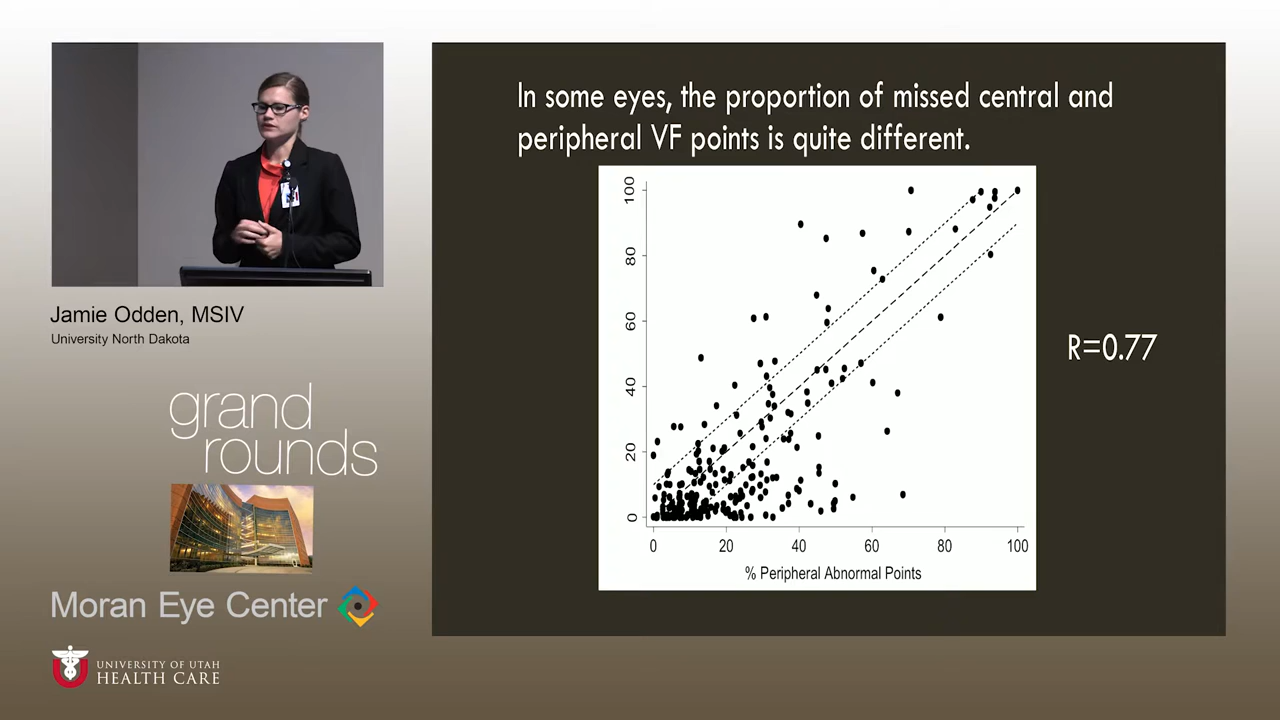 In some eyes, the proportion of missed central and
peripheral VF points is quite different.
100
80
60
40
20
0
0 20 40 60 80 100
% Peripheral Abnormal Points
R=0.77
Jamie Odden, MSIV
University North Dakota
grand
rounds
Moran Eye Center
UNIVERSITY OF UTAH
HEALTH CARE